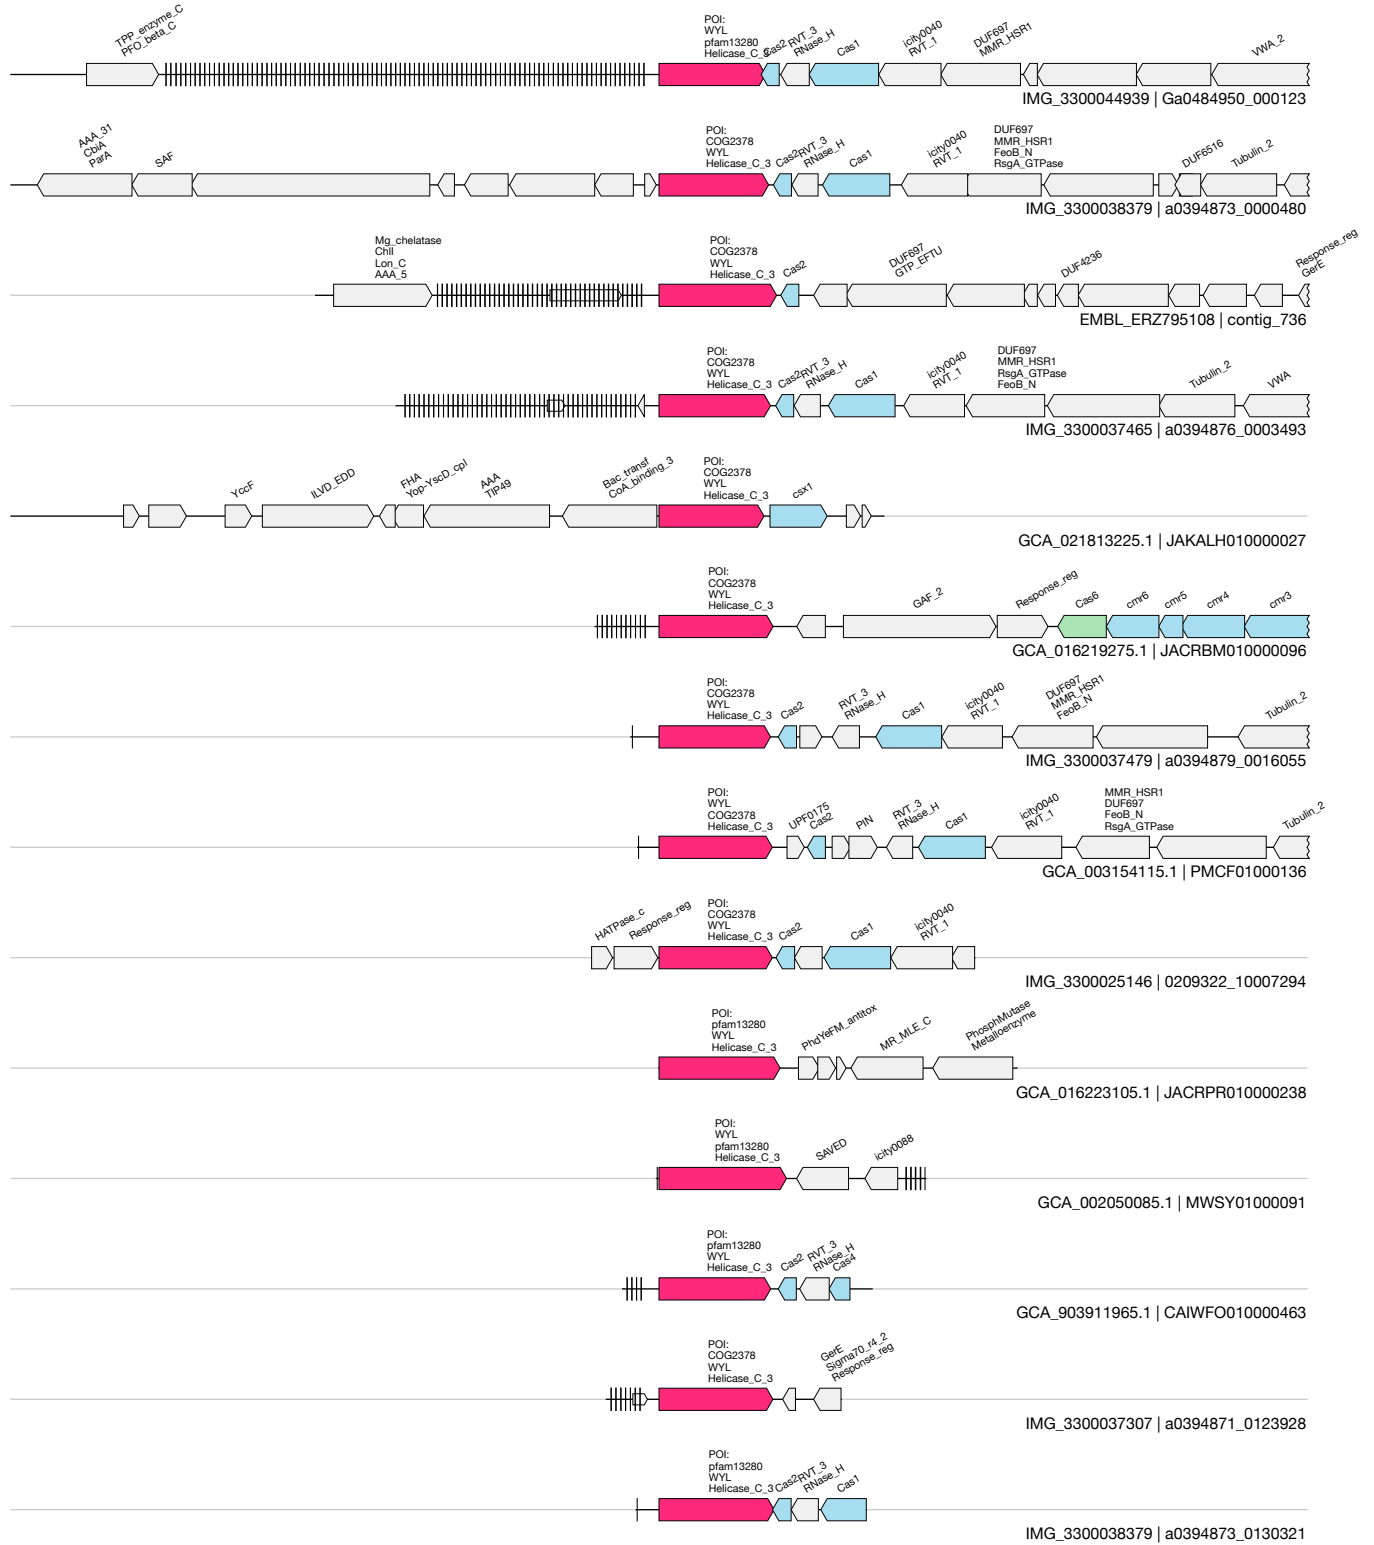 TPP_enzyme_C
PFO_beta_C
POI:
WYL
pfam13280
Helicase_C_3
Cas2
RVT_3
RNase_H
Cas1
icity0040
RVT_1
DUF697
MMR_HSR1
VWA_2
IMG_3300044939 | Ga0484950_000123
AAA_31
CbiA
ParA
SAF
POI:
COG2378
WYL
Helicase_C_3
Cas2
RVT_3
RNase_H
Cas1
icity0040
RVT_1
DUF697
MMR_HSR1
FeoB_N
RsgA_GTPase
DUF6516
Tubulin_2
IMG_3300038379 | a0394873_0000480
Mg_chelatase
ChlI
Lon_C
AAA_5
POI:
COG2378
WYL
Helicase_C_3
Cas2
DUF697
GTP_EFTU
DUF4236
Response_reg
GerE
EMBL_ERZ795108 | contig_736
POI:
COG2378
WYL
Helicase_C_3
Cas2
RVT_3
RNase_H
Cas1
icity0040
RVT_1
DUF697
MMR_HSR1
RsgA_GTPase
FeoB_N
Tubulin_2
VWA
IMG_3300037465 | a0394876_0003493
YccF
ILVD_EDD
FHA
Yop-YscD_cpl
AAA
TIP49
Bac_transf
CoA_binding_3
POI:
COG2378
WYL
Helicase_C_3
csx1
GCA_021813225.1 | JAKALH010000027
POI:
COG2378
WYL
Helicase_C_3
GAF_2
Response_reg
Cas6
cmr6
cmr5
cmr4
cmr3
GCA_016219275.1 | JACRBM010000096
POI:
COG2378
WYL
Helicase_C_3
Cas2
RVT_3
RNase_H
Cas1
icity0040
RVT_1
DUF697
MMR_HSR1
FeoB_N
Tubulin_2
IMG_3300037479 | a0394879_0016055
POI:
WYL
COG2378
Helicase_C_3
UPF0175
Cas2
PIN
RVT_3
RNase_H
Cas1
icity0040
RVT_1
MMR_HSR1
DUF697
FeoB_N
RsgA_GTPase
Tubulin_2
GCA_003154115.1 | PMCF01000136
HATPase_c
Response_reg
POI:
COG2378
WYL
Helicase_C_3
Cas2
Cas1
icity0040
RVT_1
IMG_3300025146 | 0209322_10007294
POI:
pfam13280
WYL
Helicase_C_3
PhdYeFM_antitox
MR_MLE_C
PhosphMutase
Metalloenzyme
GCA_016223105.1 | JACRPR010000238
POI:
WYL
pfam13280
Helicase_C_3
SAVED
icity0088
GCA_002050085.1 | MWSY01000091
POI:
pfam13280
WYL
Helicase_C_3
Cas2
RVT_3
RNase_H
Cas4
GCA_903911965.1 | CAIWFO010000463
POI:
COG2378
WYL
Helicase_C_3
GerE
Sigma70_r4_2
Response_reg
IMG_3300037307 | a0394871_0123928
POI:
pfam13280
WYL
Helicase_C_3
Cas2
RVT_3
RNase_H
Cas1
IMG_3300038379 | a0394873_0130321